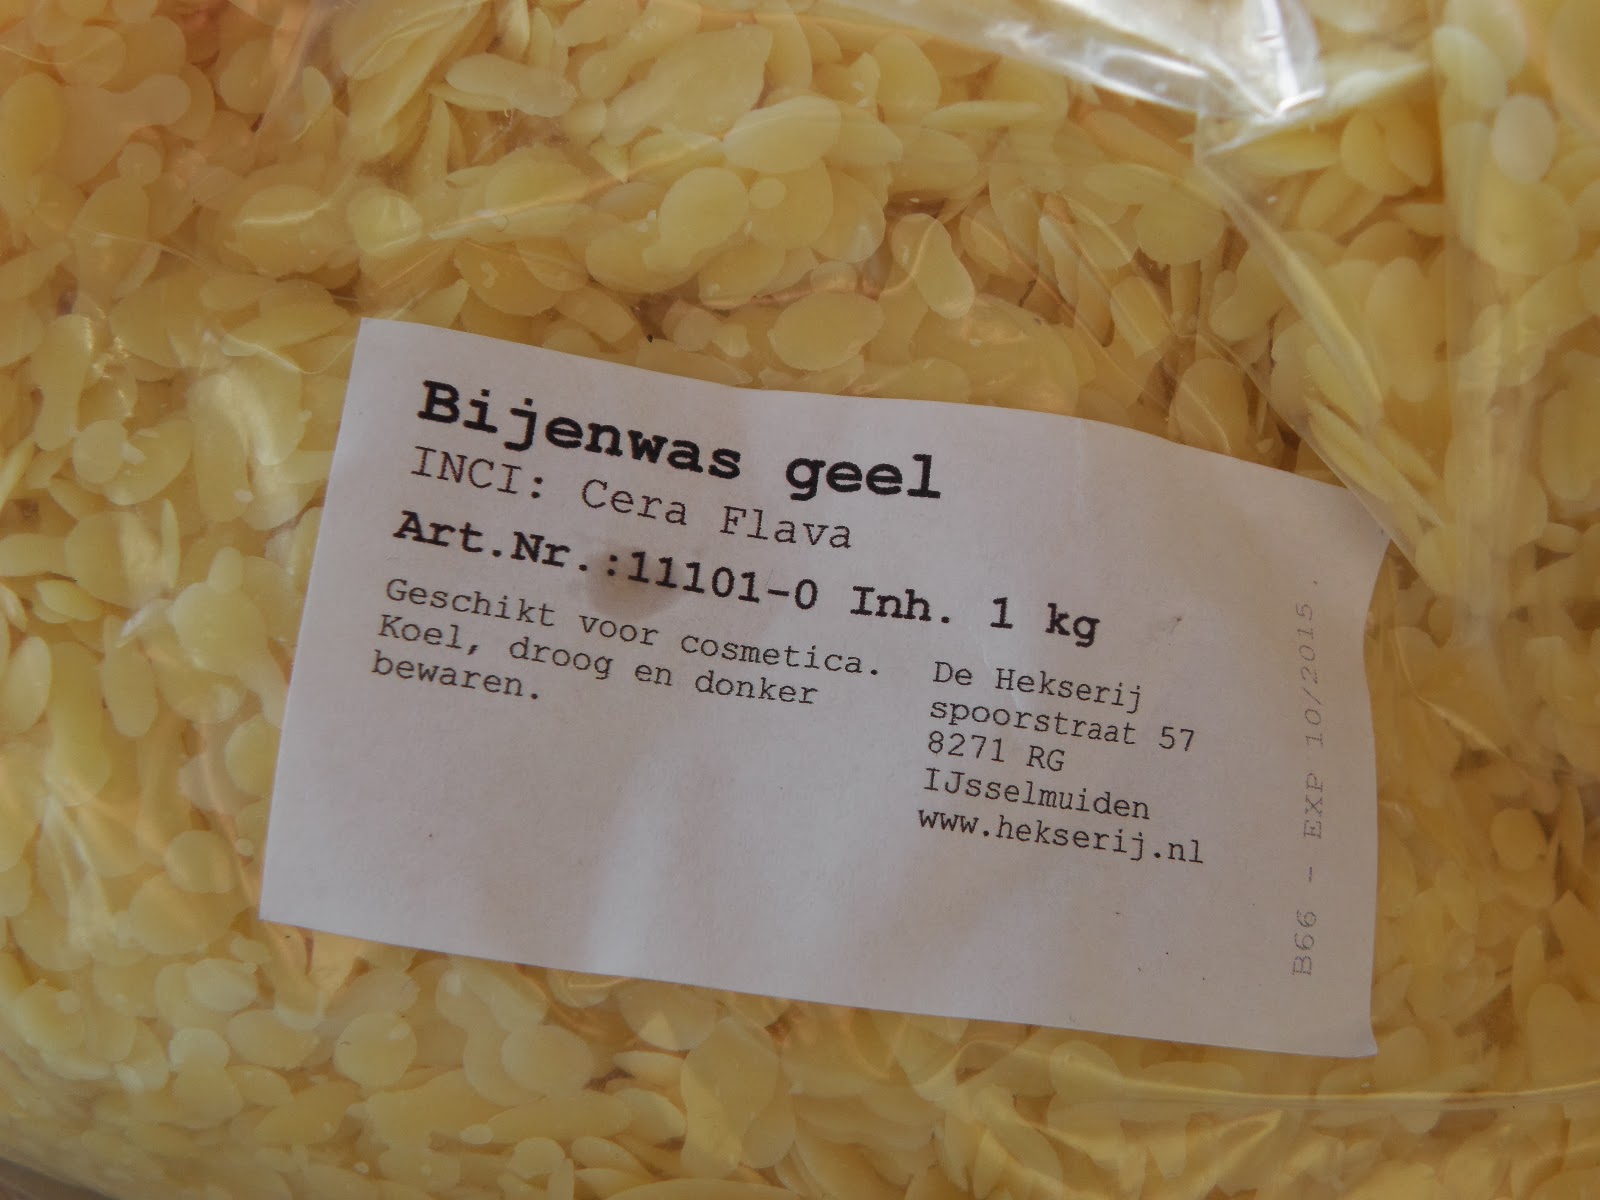 Bijenwas geel
INCI: Cera Flava
Art.Nr.:11101-0 Inh. 1 kg
Geschikt voor cosmetica.
Koel, droog en donker
bewaren.
De Hekserij
spoorstraat 57
8271 RG
IJsselmuiden
www.hekserij.nl
B66 - EXP 10/2015.